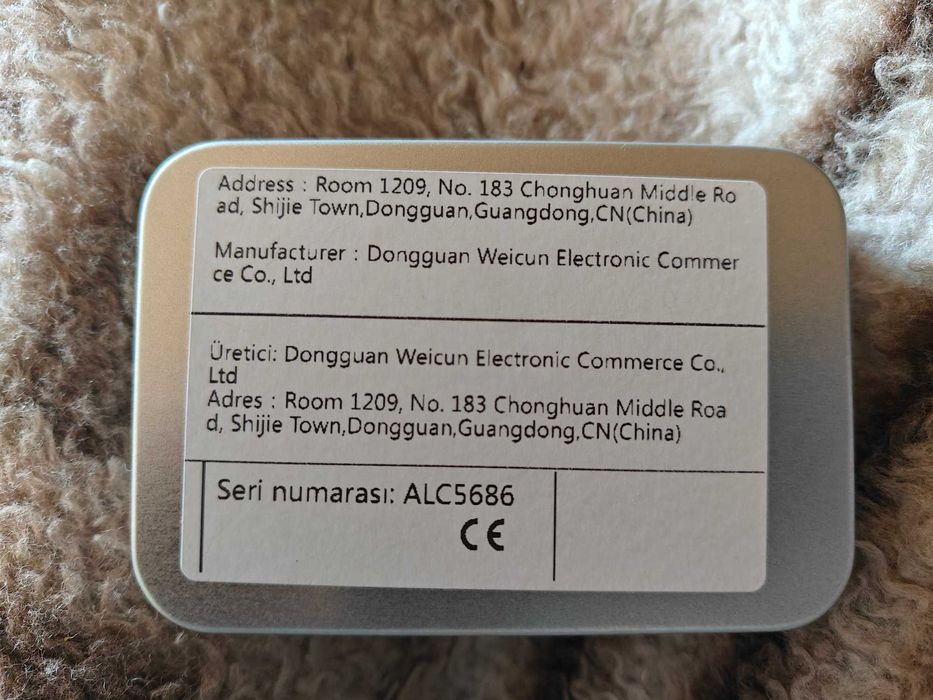 Address : Room 1209, No. 183 Chonghuan Middle Ro
ad, Shijie Town,Dongguan,Guangdong,CN(China)
Manufacturer : Dongguan Weicun Electronic Commer
ce Co., Ltd
Üretici: Dongguan Weicun Electronic Commerce Co.,
Ltd
Adres : Room 1209, No. 183 Chonghuan Middle Roa
d, Shijie Town,Dongguan,Guangdong,CN(China)
Seri numarası: ALC5686
CE